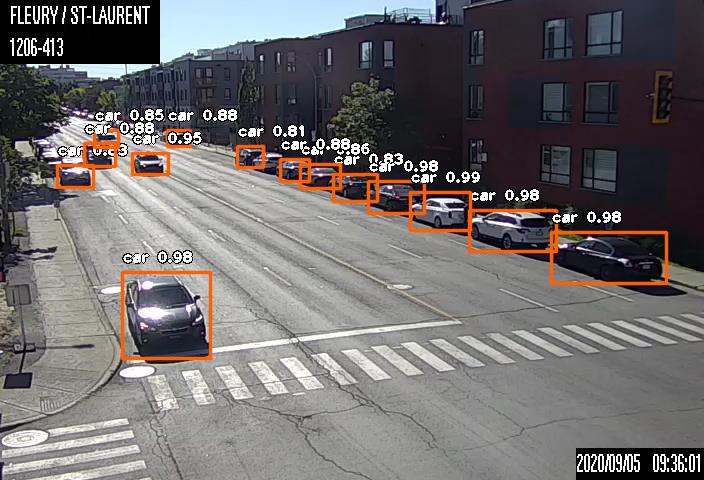 FLEURY / ST-LAURENT
1206-413
car 0.85 car 0.88
car 0.88 car 0.95
car 0.81
0.88
0.86
car 0.83
car 0.98
car 0.99
car 0.98
car 0.98
car 0.98
2020/09/05 09:36:01